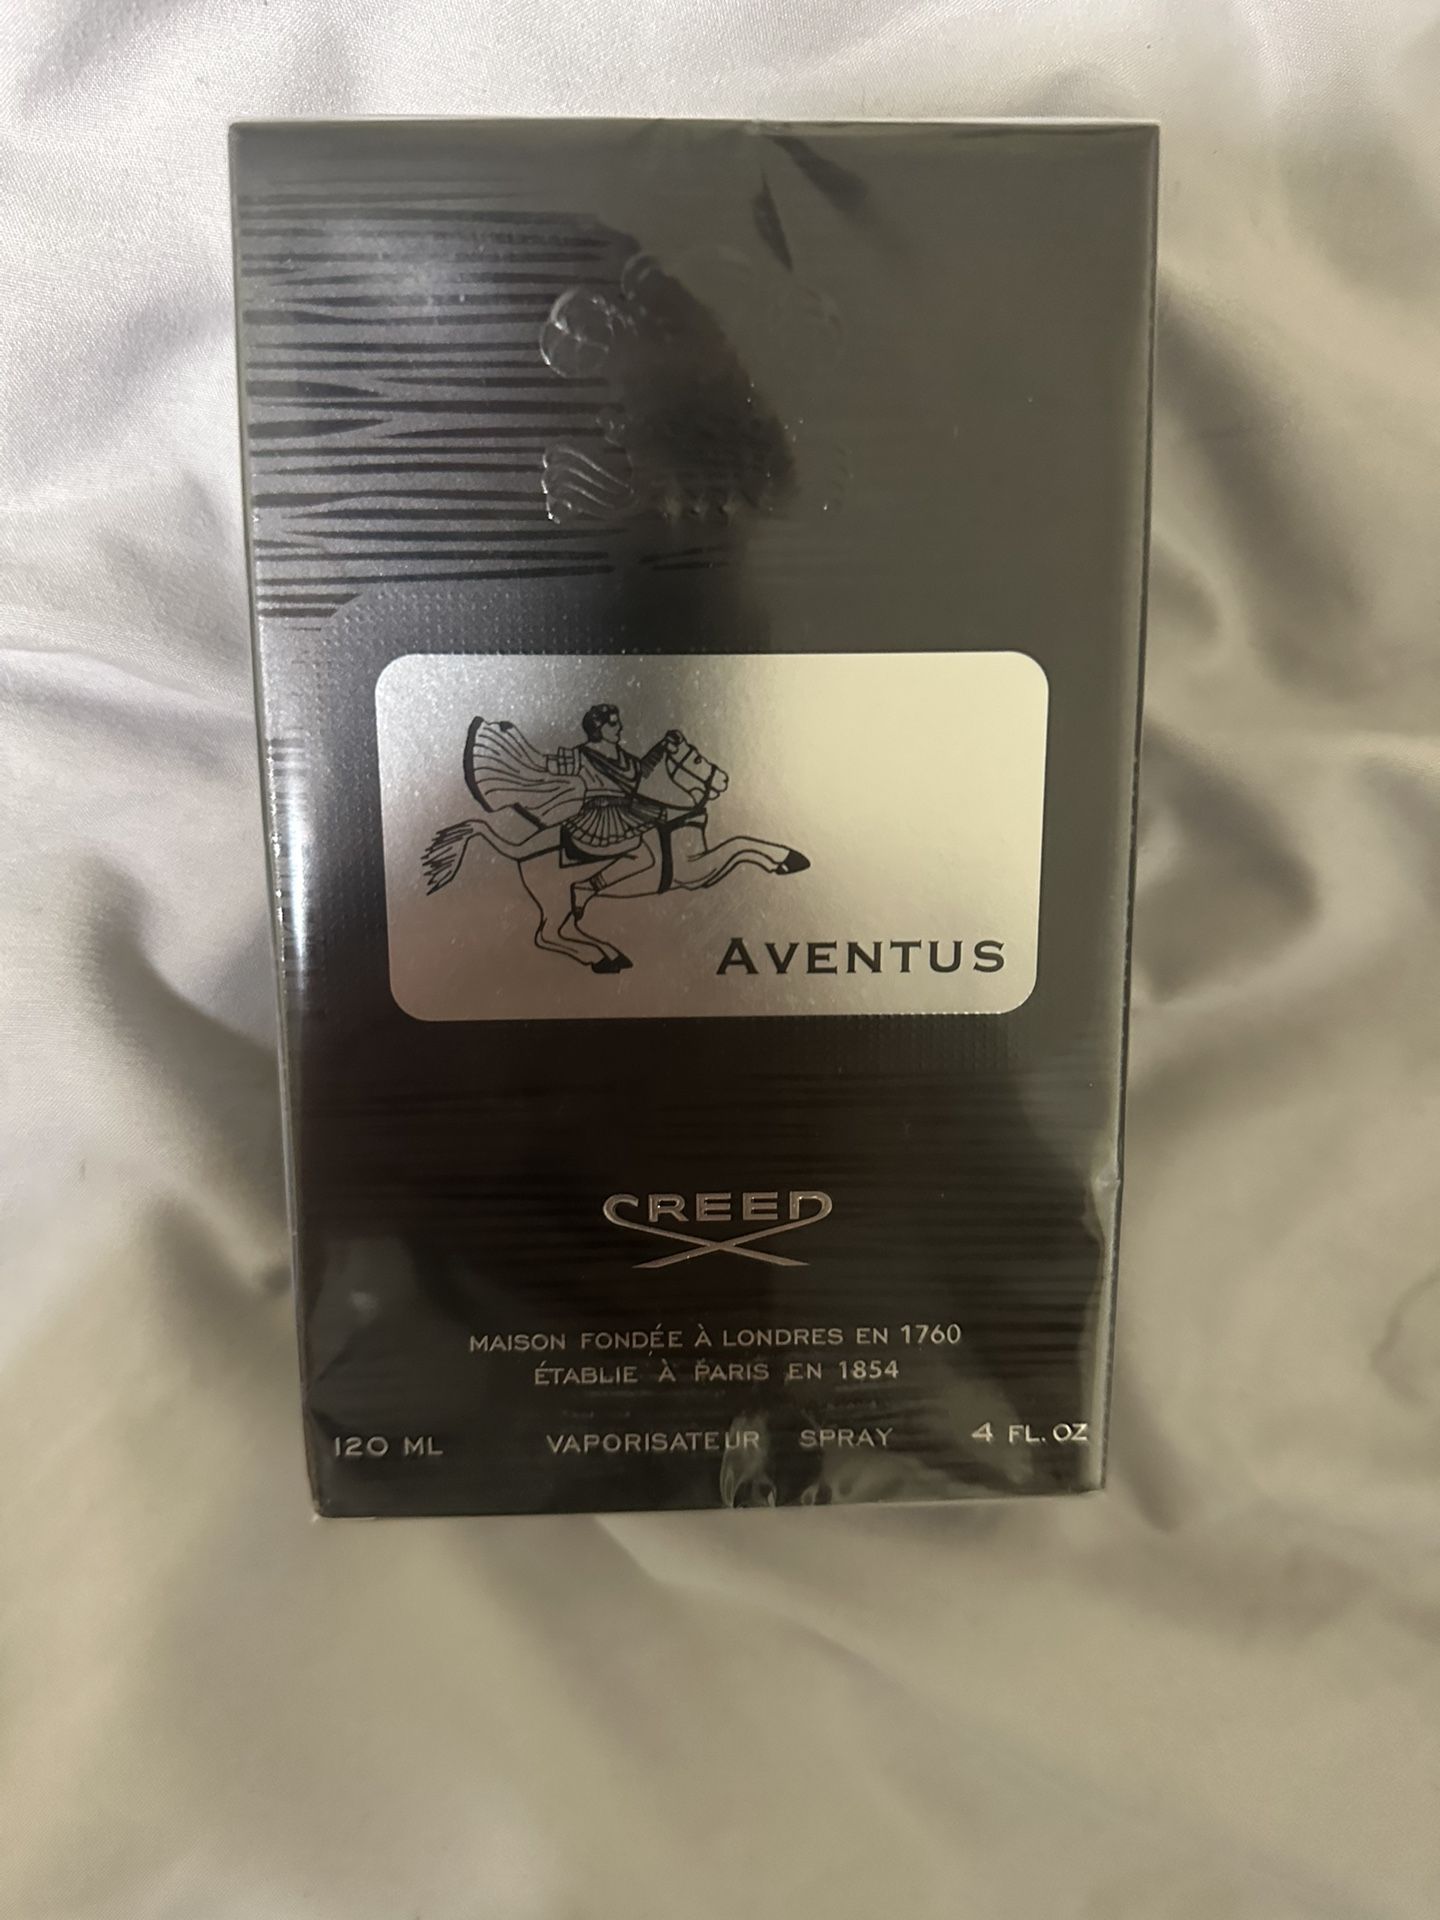 AVENTUS
CREED
MAISON FONDÉE À LONDRES EN 1760
ÉTABLIE À PARIS EN 1854
120 ML VAPORISATEUR SPRAY 4 FL. OZ